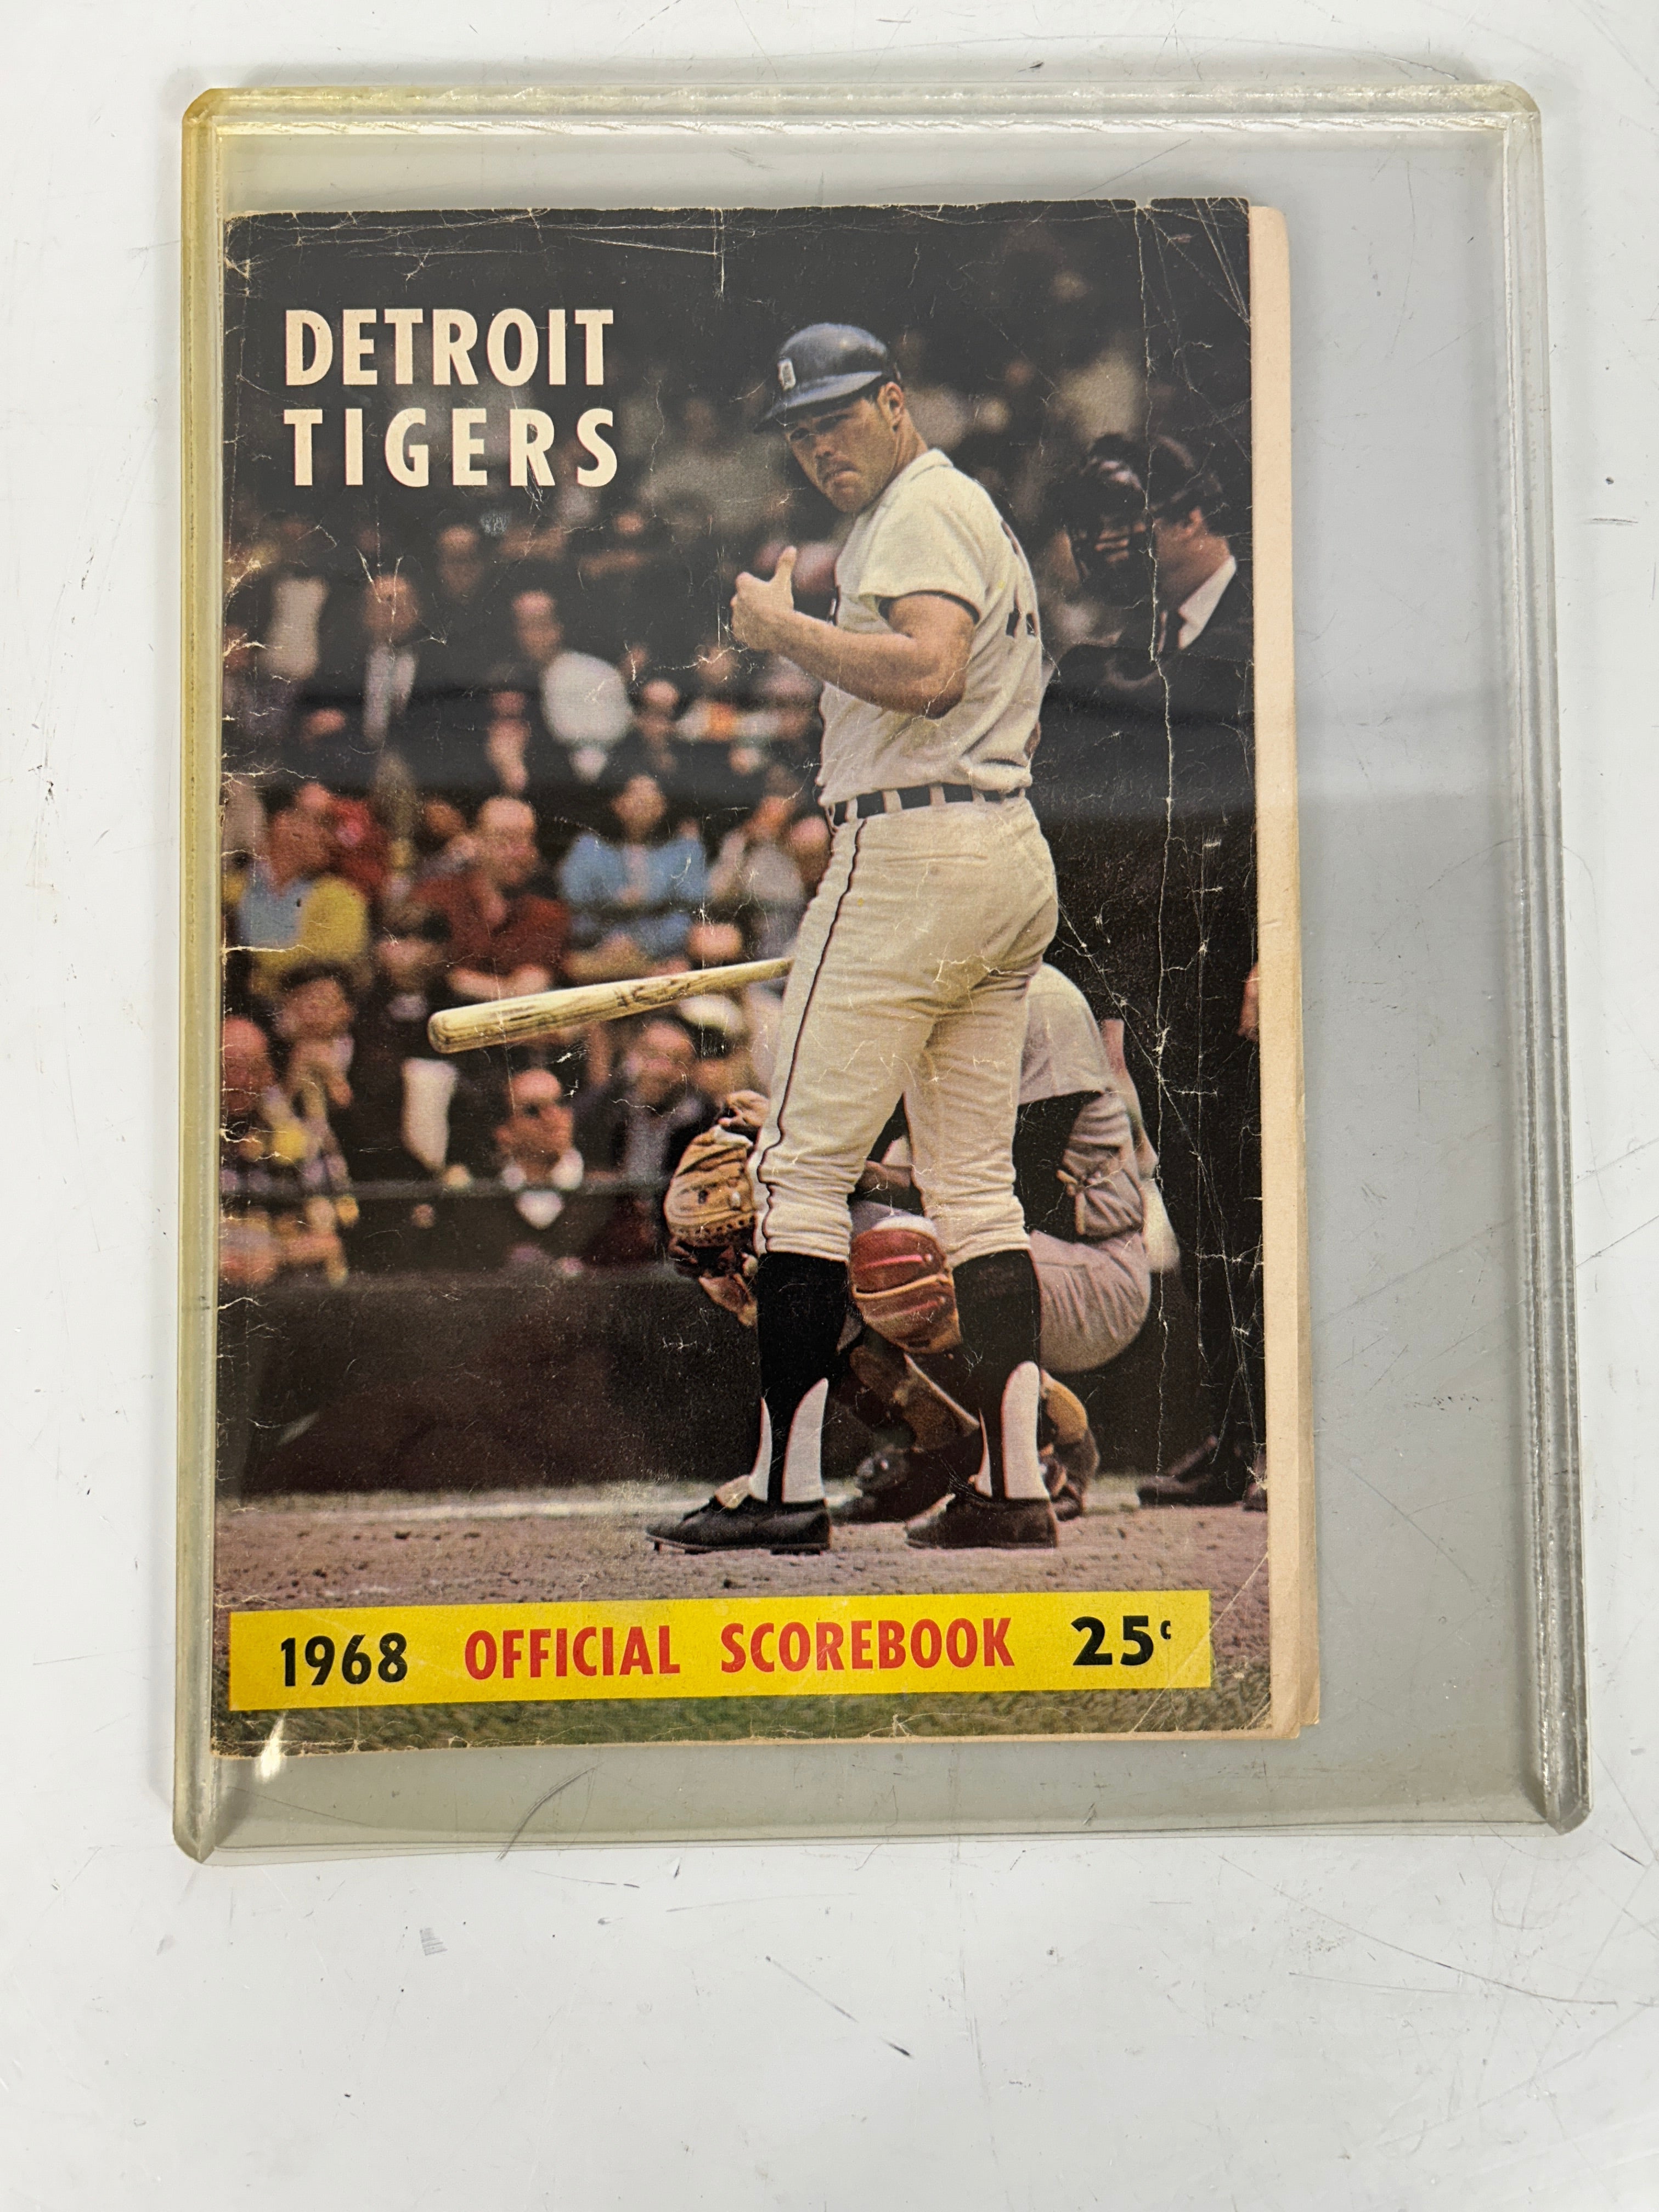 DETROIT
TIGERS
1968 OFFICIAL SCOREBOOK 25¢